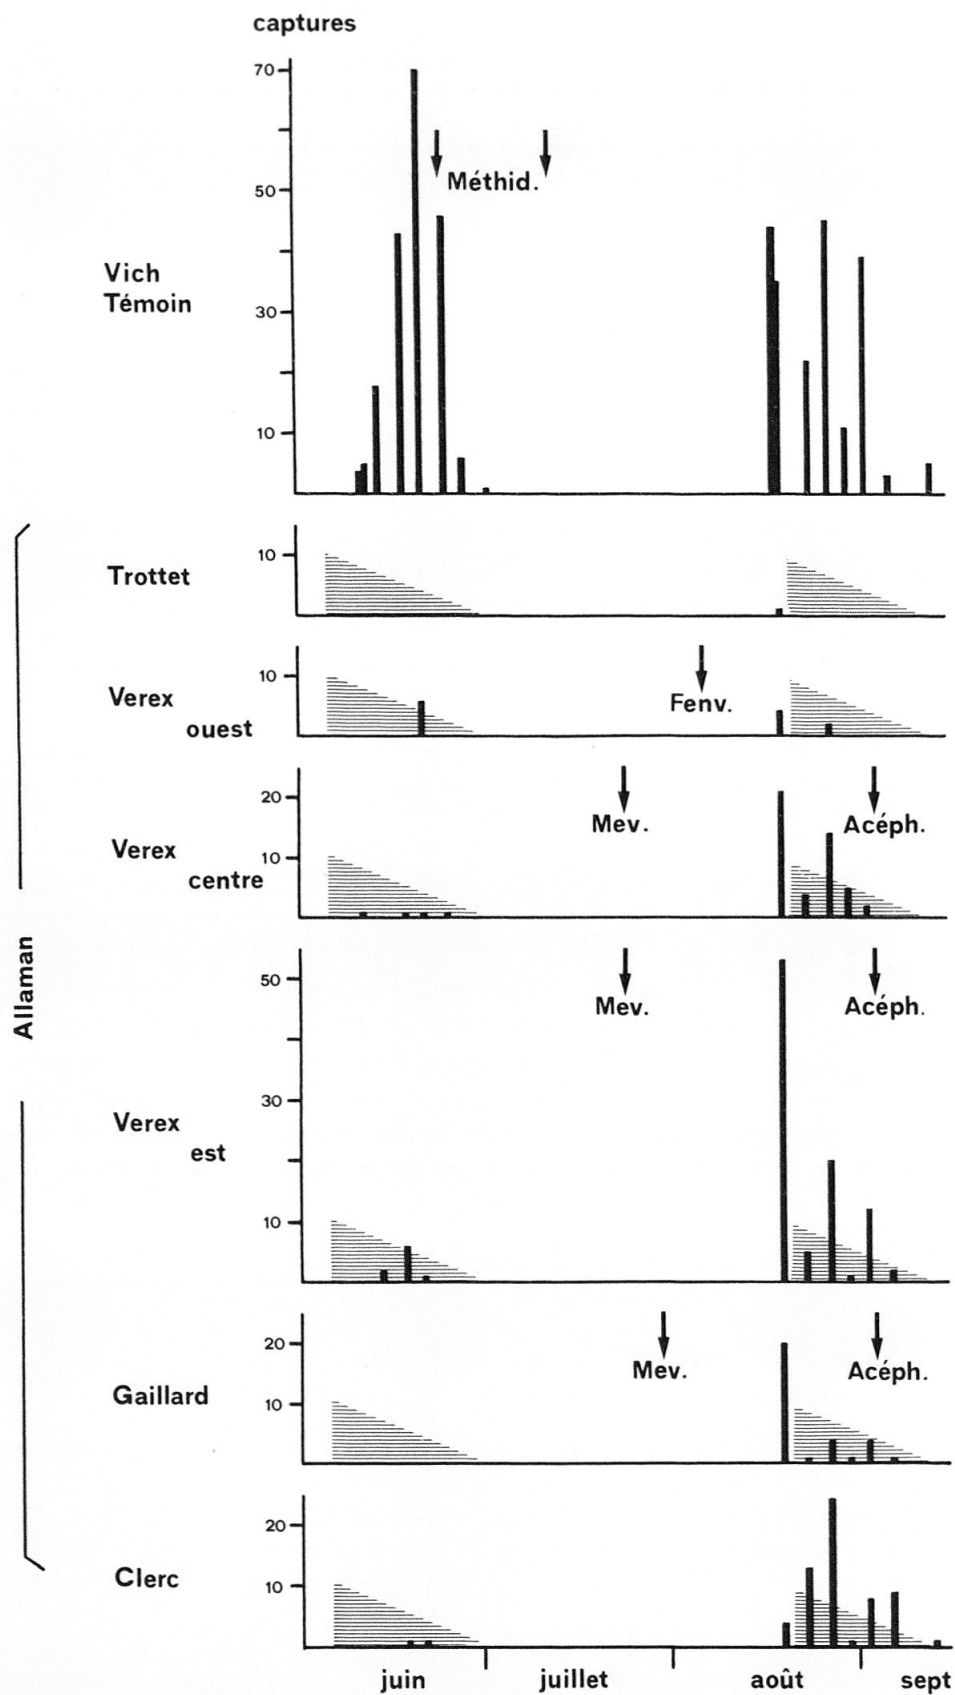 captures
70
50
30
10
Méthid.
Vich
Témoin
10
Trottet
10
Verex
ouest
Fenv.
20
10
Verex
centre
Mev.
Acéph.
Allaman
50
30
10
Verex
est
Mev.
Acéph.
20
10
Gaillard
Mev.
Acéph.
20
10
Clerc
juin juillet août sept